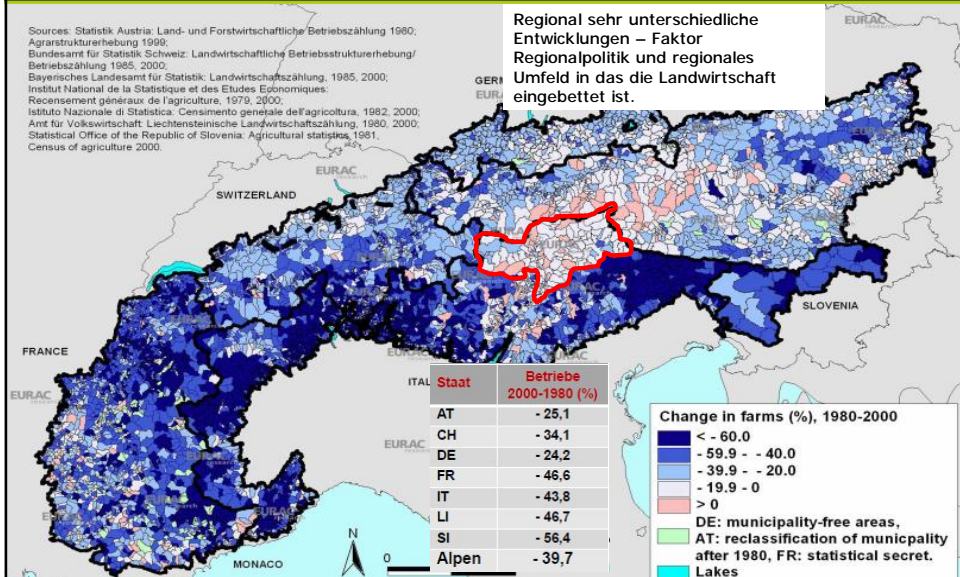 Sources: Statistik Austria: Land- und Forstwirtschaftliche Betriebszählung 1980;
Agrarstrukturerhebung 1999;
Bundesamt für Statistik Schweiz: Landwirtschaftliche Betriebsstrukturerhebung/
Betriebszählung 1985, 2000;
Bayerisches Landesamt für Statistik: Landwirtschaftszählung, 1985, 2000;
Institut National de la Statistique et des Etudes Economiques:
Recensement généraux de l'agriculture, 1979, 2000;
Istituto Nazionale di Statistica: Censimento generale dell'agricoltura, 1982, 2000;
Amt für Volkswirtschaft: Liechtensteinische Landwirtschaftszählung, 1980, 2000;
Statistical Office of the Republic of Slovenia: Agricultural statistics 1981,
Census of agriculture 2000.
Regional sehr unterschiedliche
Entwicklungen – Faktor
Regionalpolitik und regionales
Umfeld in das die Landwirtschaft
eingebettet ist.
EURAC
research
GERM
EURA
EURAC
research
SWITZERLAND
SLOVENIA
FRANCE
EURAC
ITAL
EURAC
research
MONACO
N
0
Staat Betriebe
2000-1980 (%)
AT - 25,1
CH - 34,1
DE - 24,2
FR - 46,6
IT - 43,8
LI - 46,7
SI - 56,4
Alpen - 39,7
Change in farms (%), 1980-2000
< - 60.0
- 59.9 - - 40.0
- 39.9 - - 20.0
- 19.9 - 0
> 0
DE: municipality-free areas,
AT: reclassification of municpality
after 1980, FR: statistical secret.
Lakes